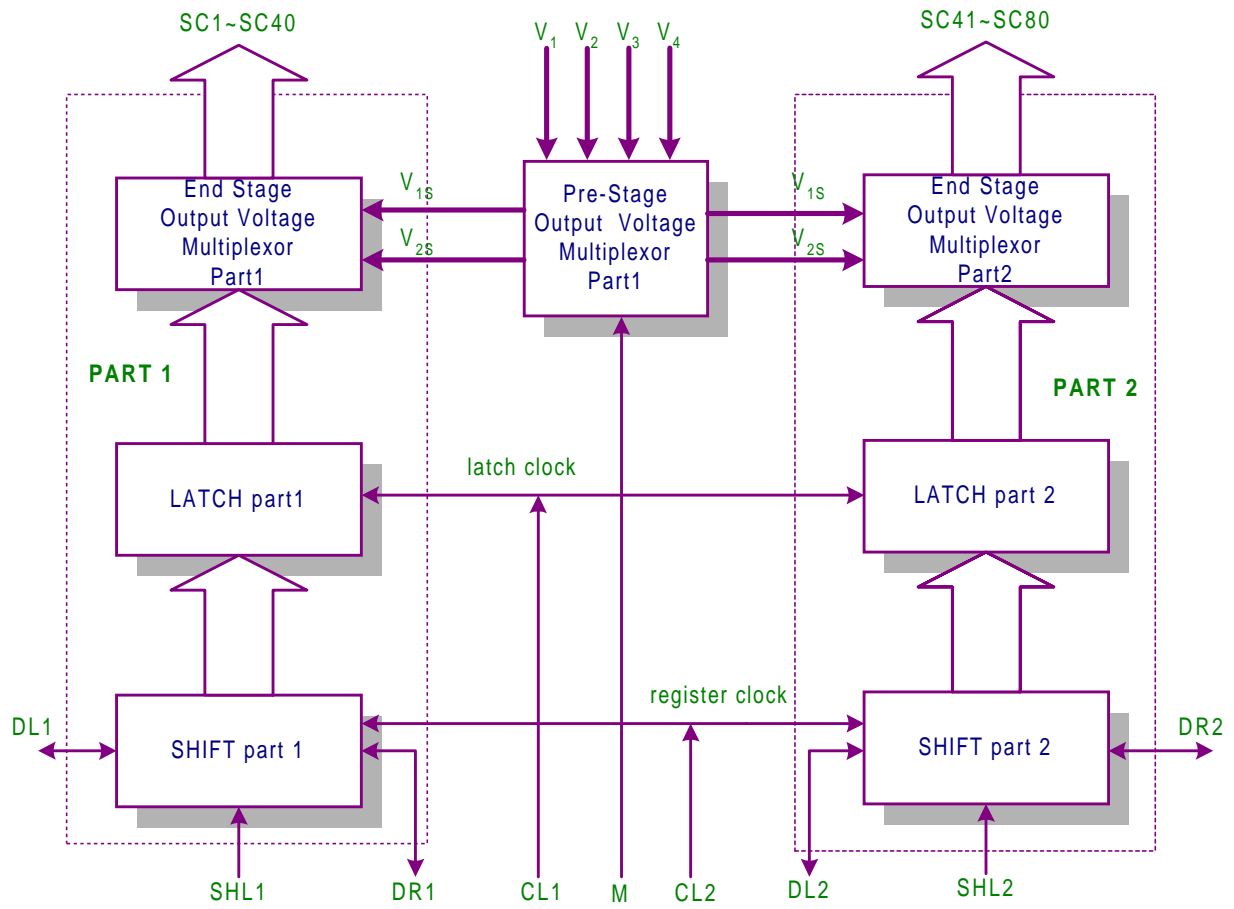 SC1~SC40
V1 V2 V3 V4
SC41~SC80
End Stage
Output Voltage
Multiplexor
Part1
V1S
V2S
Pre-Stage
Output Voltage
Multiplexor
Part1
V1S
V2S
End Stage
Output Voltage
Multiplexor
Part2
PART 1
PART 2
LATCH part1
latch clock
LATCH part 2
register clock
DL1
SHIFT part 1
SHIFT part 2
DR2
SHL1
DR1
CL1
M
CL2
DL2
SHL2